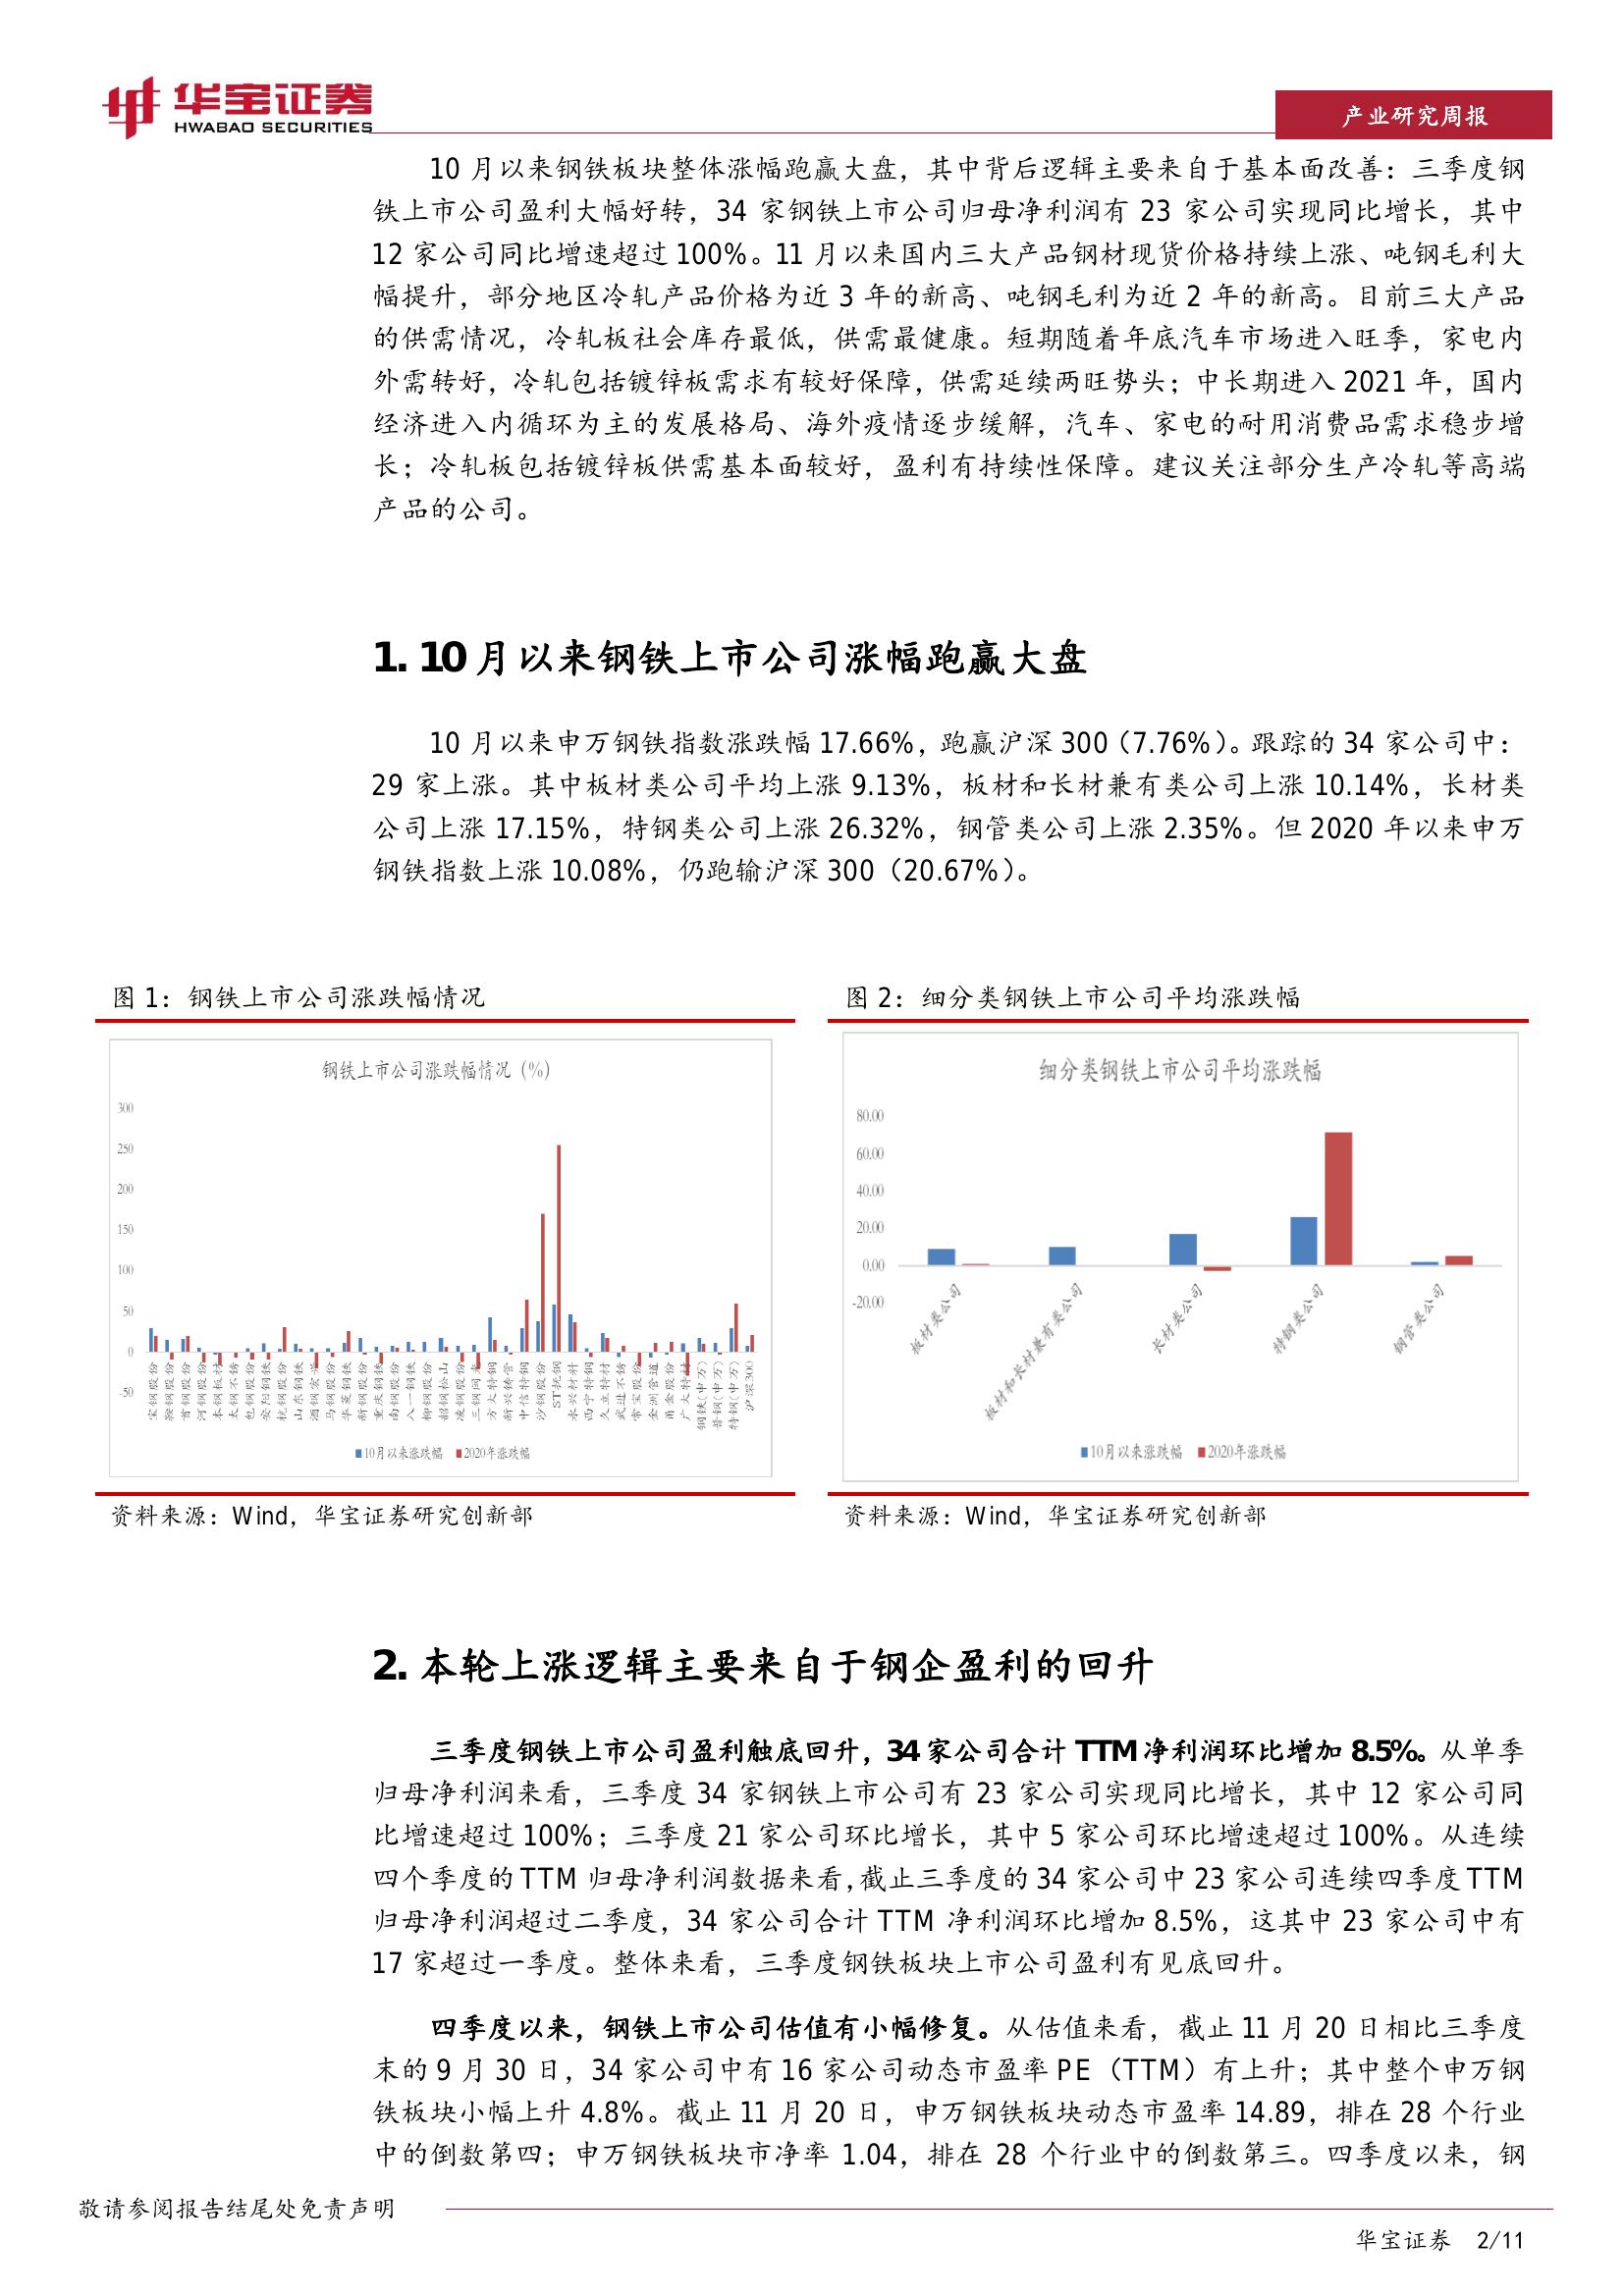 华宝证券
HWABAO SECURITIES
产业研究周报
10 月以来钢铁板块整体涨幅跑赢大盘，其中背后逻辑主要来自于基本面改善：三季度钢
铁上市公司盈利大幅好转，34 家钢铁上市公司归母净利润有 23 家公司实现同比增长，其中
12 家公司同比增速超过 100%。11 月以来国内三大产品钢材现货价格持续上涨、吨钢毛利大
幅提升，部分地区冷轧产品价格为近 3 年的新高、吨钢毛利为近 2 年的新高。目前三大产品
的供需情况，冷轧板社会库存最低，供需最健康。短期随着年底汽车市场进入旺季，家电内
外需转好，冷轧包括镀锌板需求有较好保障，供需延续两旺势头；中长期进入 2021 年，国内
经济进入内循环为主的发展格局、海外疫情逐步缓解，汽车、家电的耐用消费品需求稳步增
长；冷轧板包括镀锌板供需基本面较好，盈利有持续性保障。建议关注部分生产冷轧等高端
产品的公司。
1. 10 月以来钢铁上市公司涨幅跑赢大盘
10 月以来申万钢铁指数涨跌幅 17.66%，跑赢沪深 300（7.76%）。跟踪的 34 家公司中：
29 家上涨。其中板材类公司平均上涨 9.13%，板材和长材兼有类公司上涨 10.14%，长材类
公司上涨 17.15%，特钢类公司上涨 26.32%，钢管类公司上涨 2.35%。但 2020 年以来申万
钢铁指数上涨 10.08%，仍跑输沪深 300（20.67%）。
图 1：钢铁上市公司涨跌幅情况
钢铁上市公司涨跌幅情况（%）
300
250
200
150
100
50
0
-50
宝钢股份
鞍钢股份
首钢股份
河钢股份
本钢板材
太钢不锈
包钢股份
安阳钢铁
杭钢股份
山东钢铁
酒钢宏兴
马钢股份
华菱钢铁
新钢股份
重庆钢铁
南钢股份
八一钢铁
柳钢股份
韶钢松山
凌钢股份
三钢闽光
方大特钢
新兴铸管
中信特钢
沙钢股份
ST抚钢
永兴材料
西宁特钢
久立特材
武进不锈
常宝股份
金洲管道
甬金股份
广大特材
钢铁(申万)
普钢(申万)
特钢(申万)
沪深300
10月以来涨跌幅 2020年涨跌幅
资料来源：Wind，华宝证券研究创新部
图 2：细分类钢铁上市公司平均涨跌幅
细分类钢铁上市公司平均涨跌幅
80.00
60.00
40.00
20.00
0.00
-20.00
板材类公司
板材和长材兼有类公司
长材类公司
特钢类公司
钢管类公司
10月以来涨跌幅 2020年涨跌幅
资料来源：Wind，华宝证券研究创新部
2. 本轮上涨逻辑主要来自于钢企盈利的回升
三季度钢铁上市公司盈利触底回升，34 家公司合计 TTM 净利润环比增加 8.5%。从单季
归母净利润来看，三季度 34 家钢铁上市公司有 23 家公司实现同比增长，其中 12 家公司同
比增速超过 100%；三季度 21 家公司环比增长，其中 5 家公司环比增速超过 100%。从连续
四个季度的 TTM 归母净利润数据来看，截止三季度的 34 家公司中 23 家公司连续四季度 TTM
归母净利润超过二季度，34 家公司合计 TTM 净利润环比增加 8.5%，这其中 23 家公司中有
17 家超过一季度。整体来看，三季度钢铁板块上市公司盈利有见底回升。
四季度以来，钢铁上市公司估值有小幅修复。从估值来看，截止 11 月 20 日相比三季度
末的 9 月 30 日，34 家公司中有 16 家公司动态市盈率 PE（TTM）有上升；其中整个申万钢
铁板块小幅上升 4.8%。截止 11 月 20 日，申万钢铁板块动态市盈率 14.89，排在 28 个行业
中的倒数第四；申万钢铁板块市净率 1.04，排在 28 个行业中的倒数第三。四季度以来，钢
敬请参阅报告结尾处免责声明
华宝证券 2/11